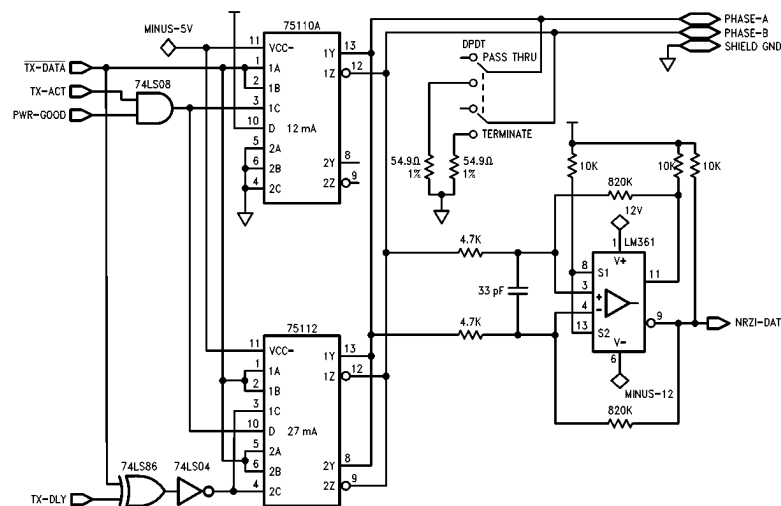 75110A
MINUS-5V
11 VCC-
TX-DATA
TX-ACT
PWR-GOOD
74LS08
1 1A
2 1B
3 1C
10 D
12 mA
5 2A
6 2B
4 2C
1Y 13
1Z 12
2Y 8
2Z 9
PHASE-A
PHASE-B
SHIELD GND
DPDT
PASS THRU
TERMINATE
54.9Ω
1%
54.9Ω
1%
10K
10K
10K
820K
12V
1
LM361
V+
8 S1
3 +
4 -
13 S2
V-
6
11
9
NRZI-DAT
MINUS-12
820K
4.7K
33 pF
4.7K
75112
11 VCC-
1 1A
2 1B
3 1C
10 D
27 mA
5 2A
6 2B
4 2C
1Y 13
1Z 12
2Y 8
2Z 9
74LS86
74LS04
TX-DLY